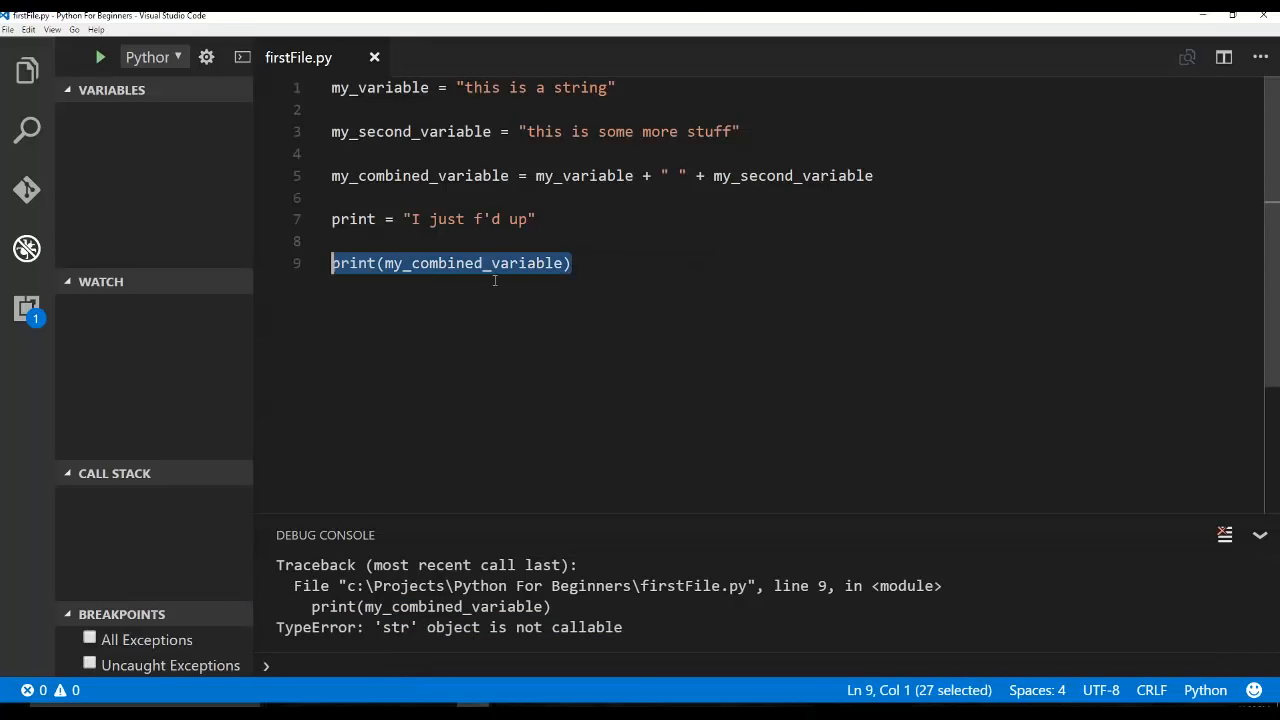 firstFile.py - Python For Beginners - Visual Studio Code
File Edit View Go Help
Python
firstFile.py
VARIABLES
WATCH
CALL STACK
BREAKPOINTS
All Exceptions
Uncaught Exceptions
1
1 my_variable = "this is a string"
2
3 my_second_variable = "this is some more stuff"
4
5 my_combined_variable = my_variable + " " + my_second_variable
6
7 print = "I just f'd up"
8
9 print(my_combined_variable)
DEBUG CONSOLE
Traceback (most recent call last):
File "c:\Projects\Python For Beginners\firstFile.py", line 9, in <module>
print(my_combined_variable)
TypeError: 'str' object is not callable
0 0
Ln 9, Col 1 (27 selected) Spaces: 4 UTF-8 CRLF Python